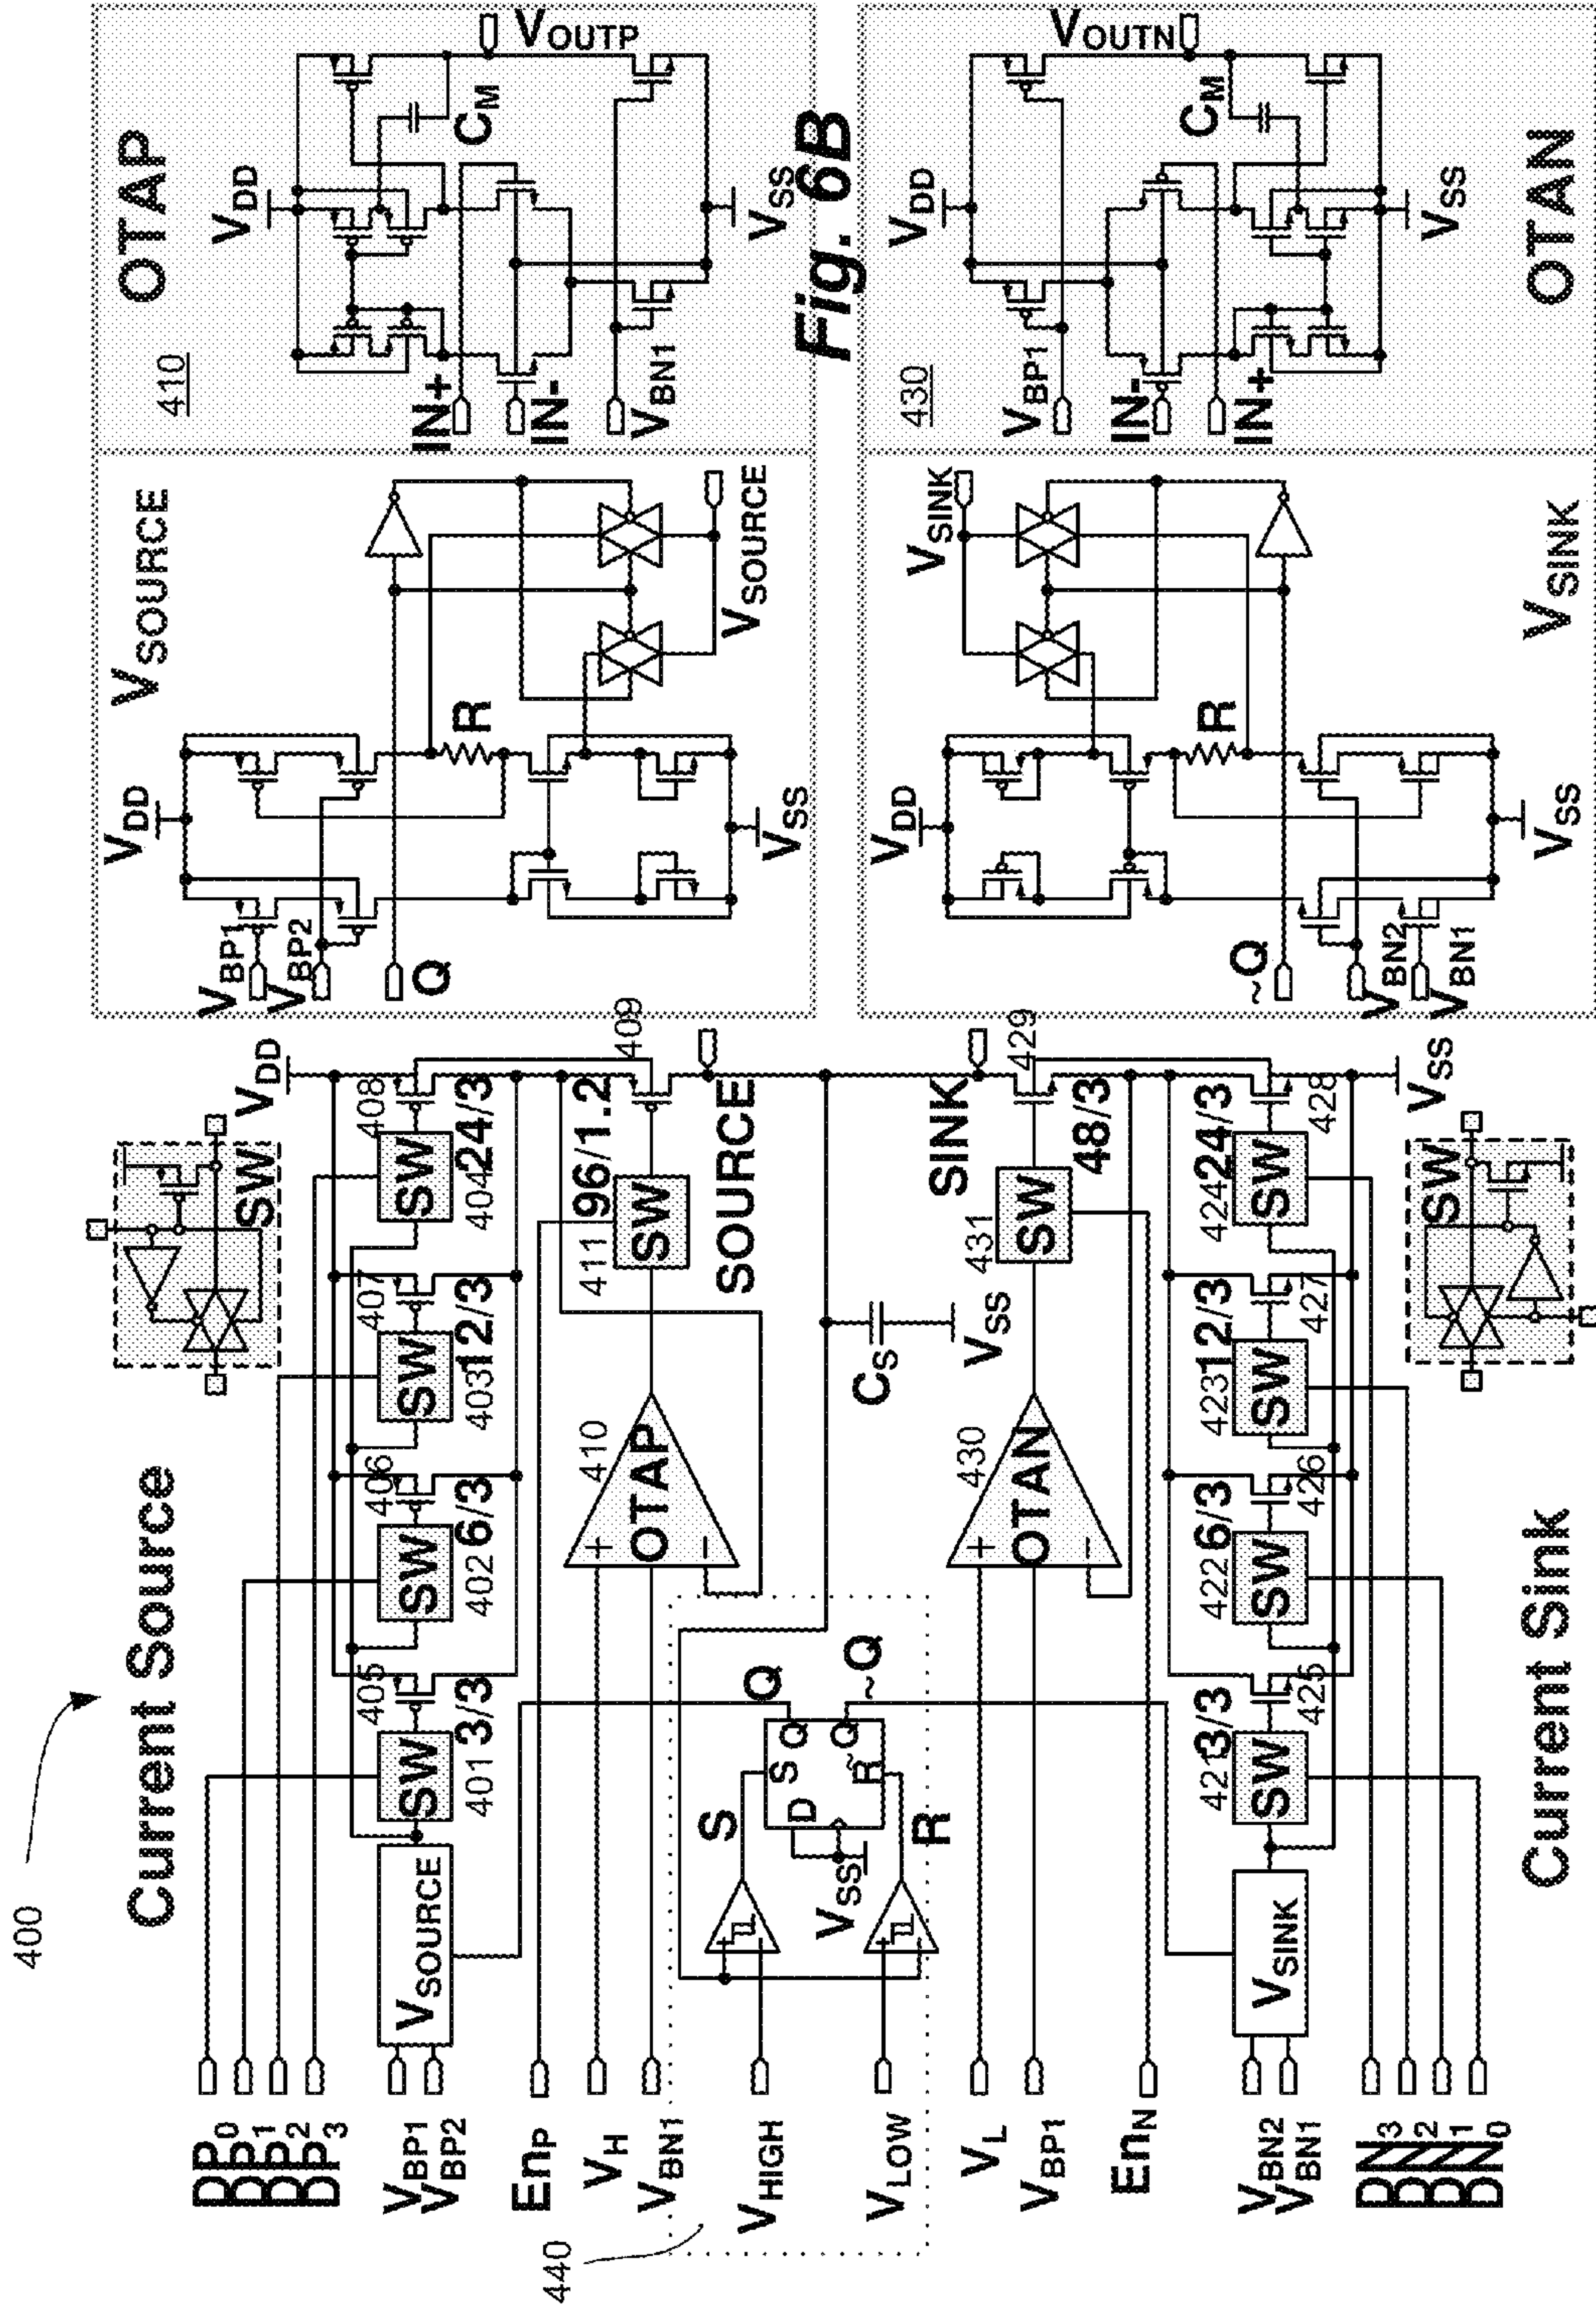 400
Current Source
BP0
BP1
BP2
BP3
VBP1
VBP2
VSOURCE
SW
401
3/3
405
SW
402
6/3
406
SW
403
12/3
407
SW
404
24/3
408
VDD
SW
EnP
VH
VBN1
OTAP
+
−
410
SW
411
96/1.2
409
SOURCE
440
VHIGH
VLOW
S
R
S
D
Q
~Q
R
VSS
Q
~Q
CS
VSS
SINK
VL
VBP1
EnN
OTAN
+
−
430
SW
431
48/3
429
VBN2
VBN1
VSINK
SW
421
3/3
425
SW
422
6/3
426
SW
423
12/3
427
SW
424
24/3
428
VSS
SW
BN3
BN2
BN1
BN0
Current Sink
VSOURCE
VDD
VBP1
VBP2
Q
R
VSS
VSOURCE
410
OTAP
VDD
IN+
IN-
VBN1
CM
VOUTP
VSS
Fig. 6B
VSINK
VDD
R
~Q
VBN2
VBN1
VSS
VSINK
430
VDD
VBP1
IN-
IN+
CM
VOUTN
VSS
OTAN